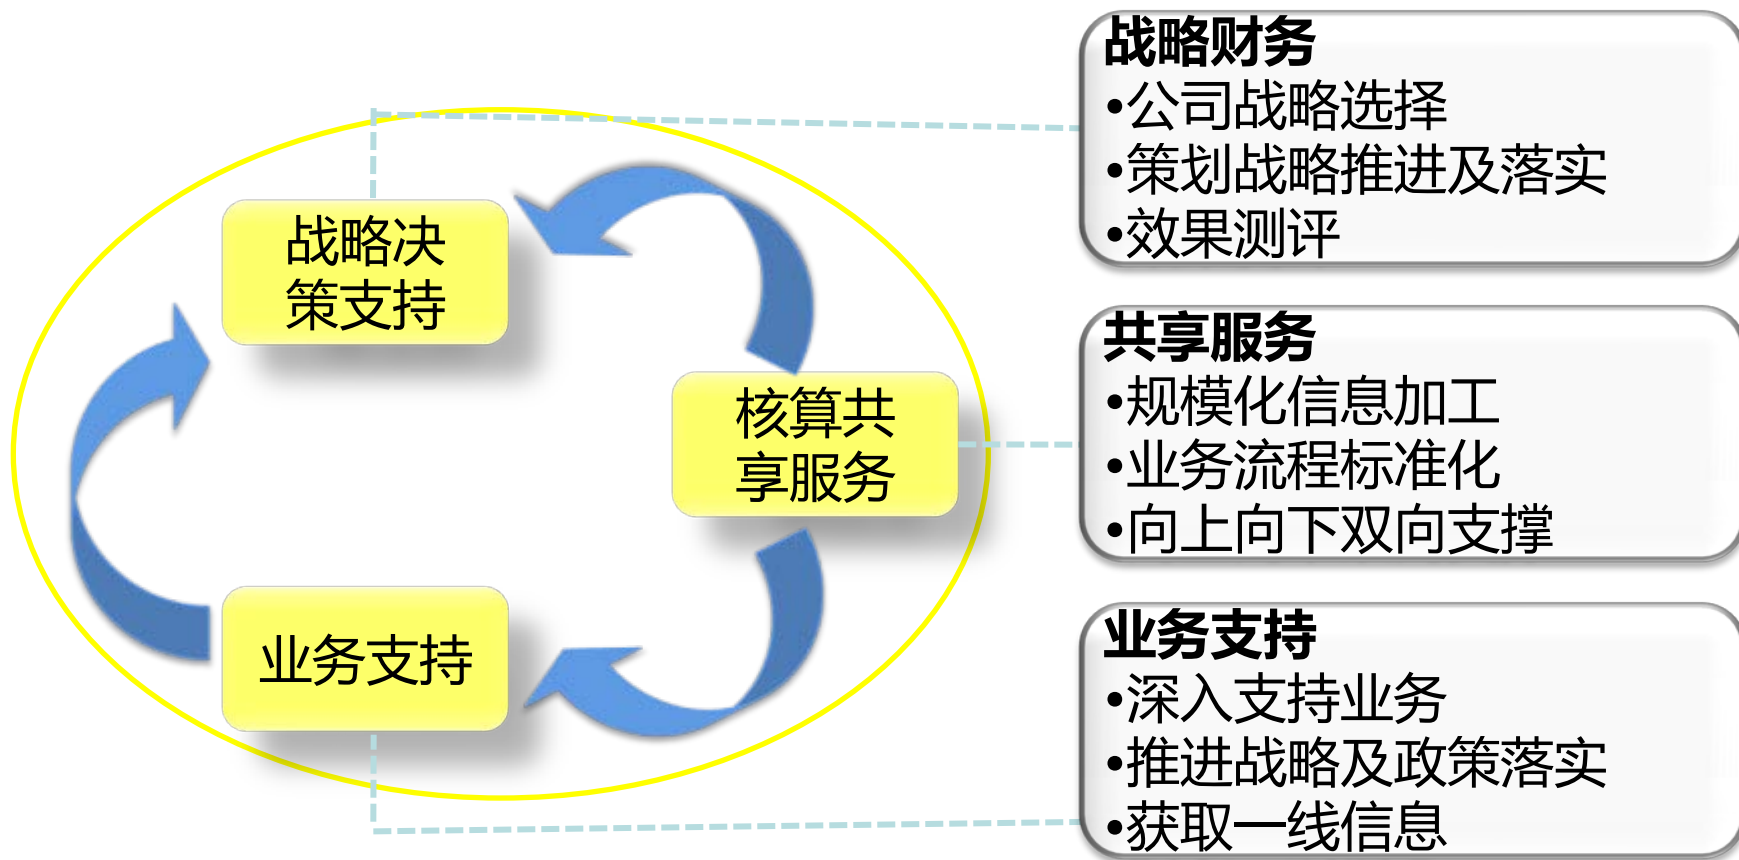 战略决
策支持
核算共
享服务
业务支持
战略财务
•公司战略选择
•策划战略推进及落实
•效果测评
共享服务
•规模化信息加工
•业务流程标准化
•向上向下双向支撑
业务支持
•深入支持业务
•推进战略及政策落实
•获取一线信息